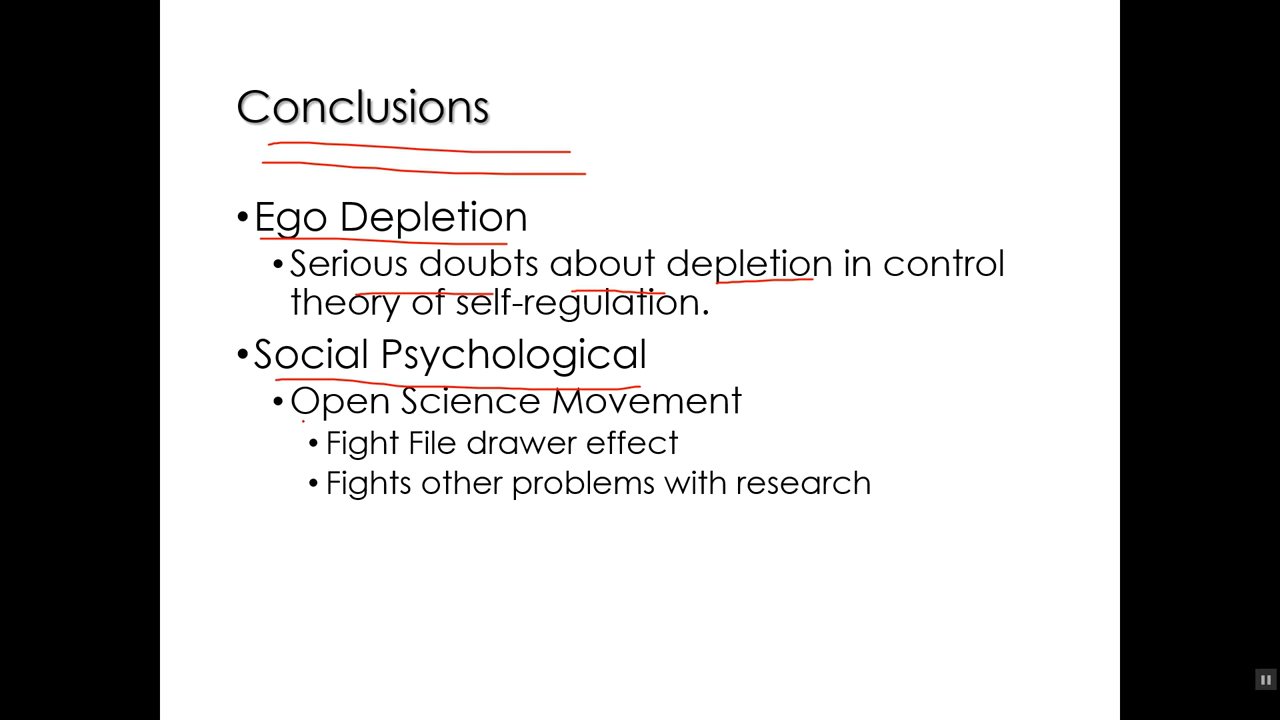 Conclusions
•Ego Depletion
•Serious doubts about depletion in control
theory of self-regulation.
•Social Psychological
•Open Science Movement
•Fight File drawer effect
•Fights other problems with research